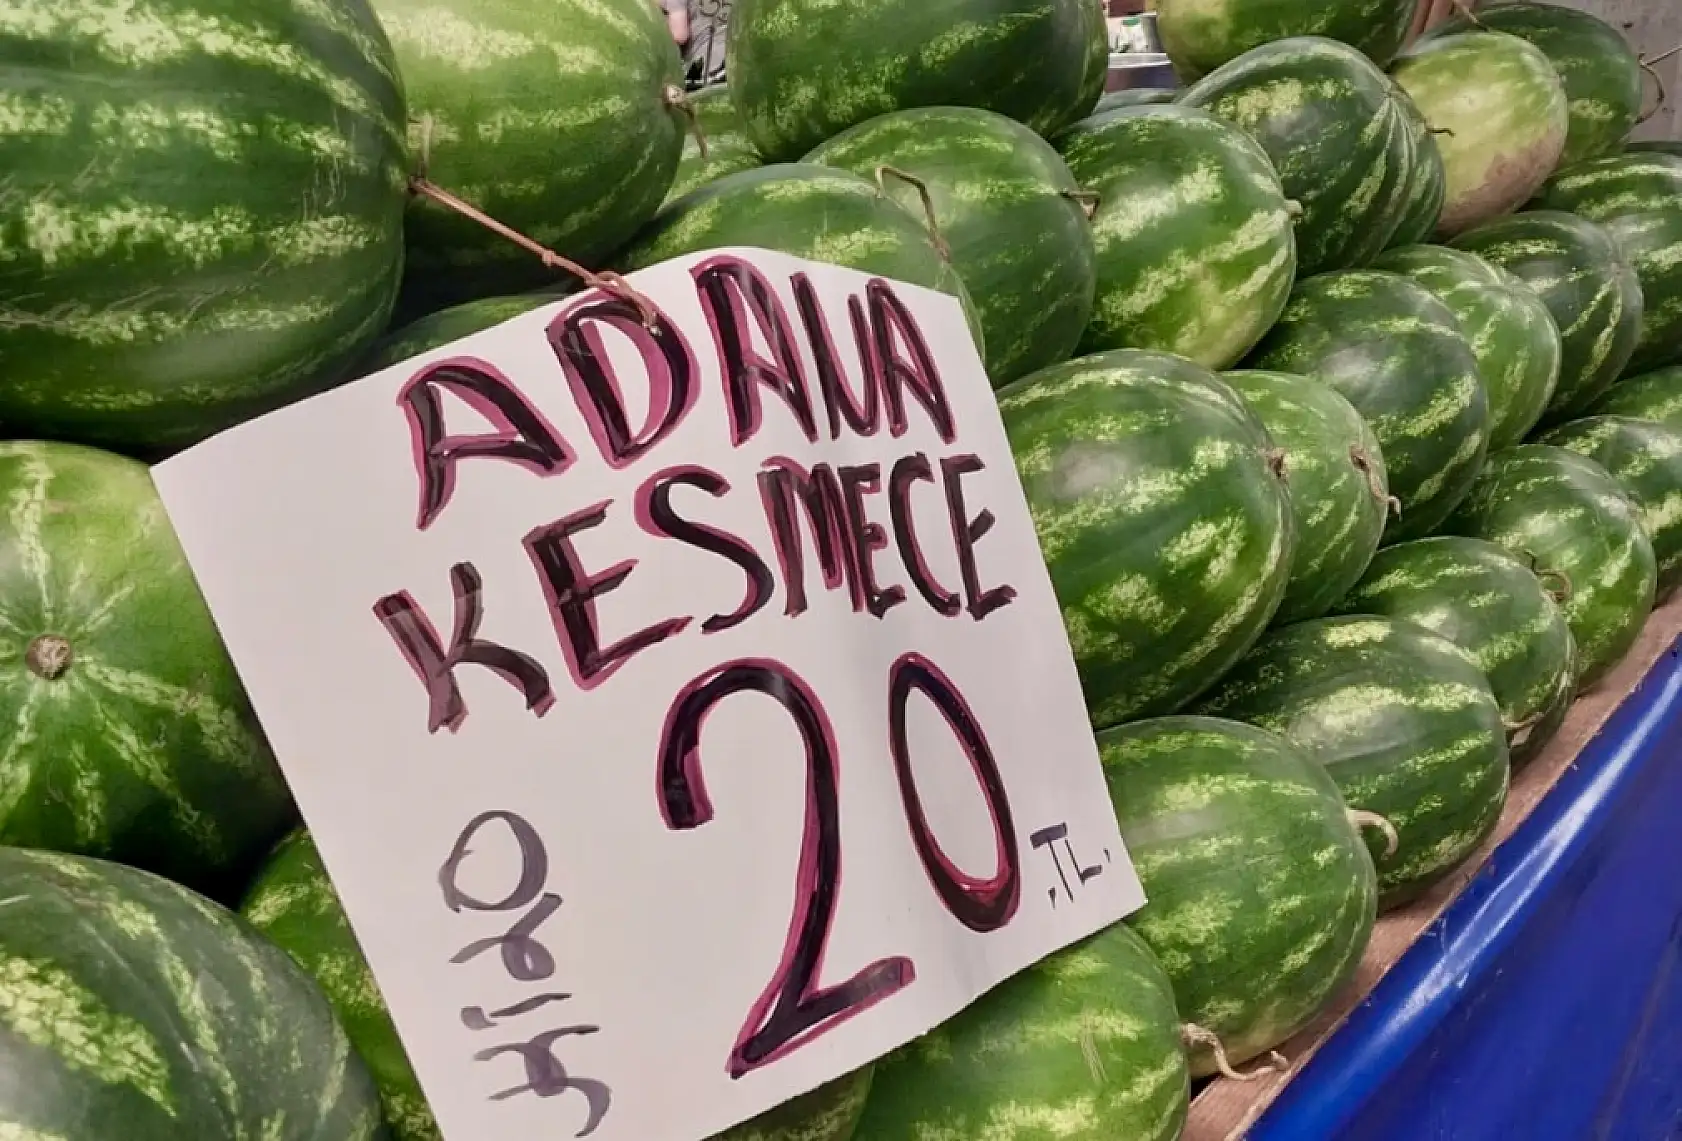 ADANA
KESMECE
20 .TL.